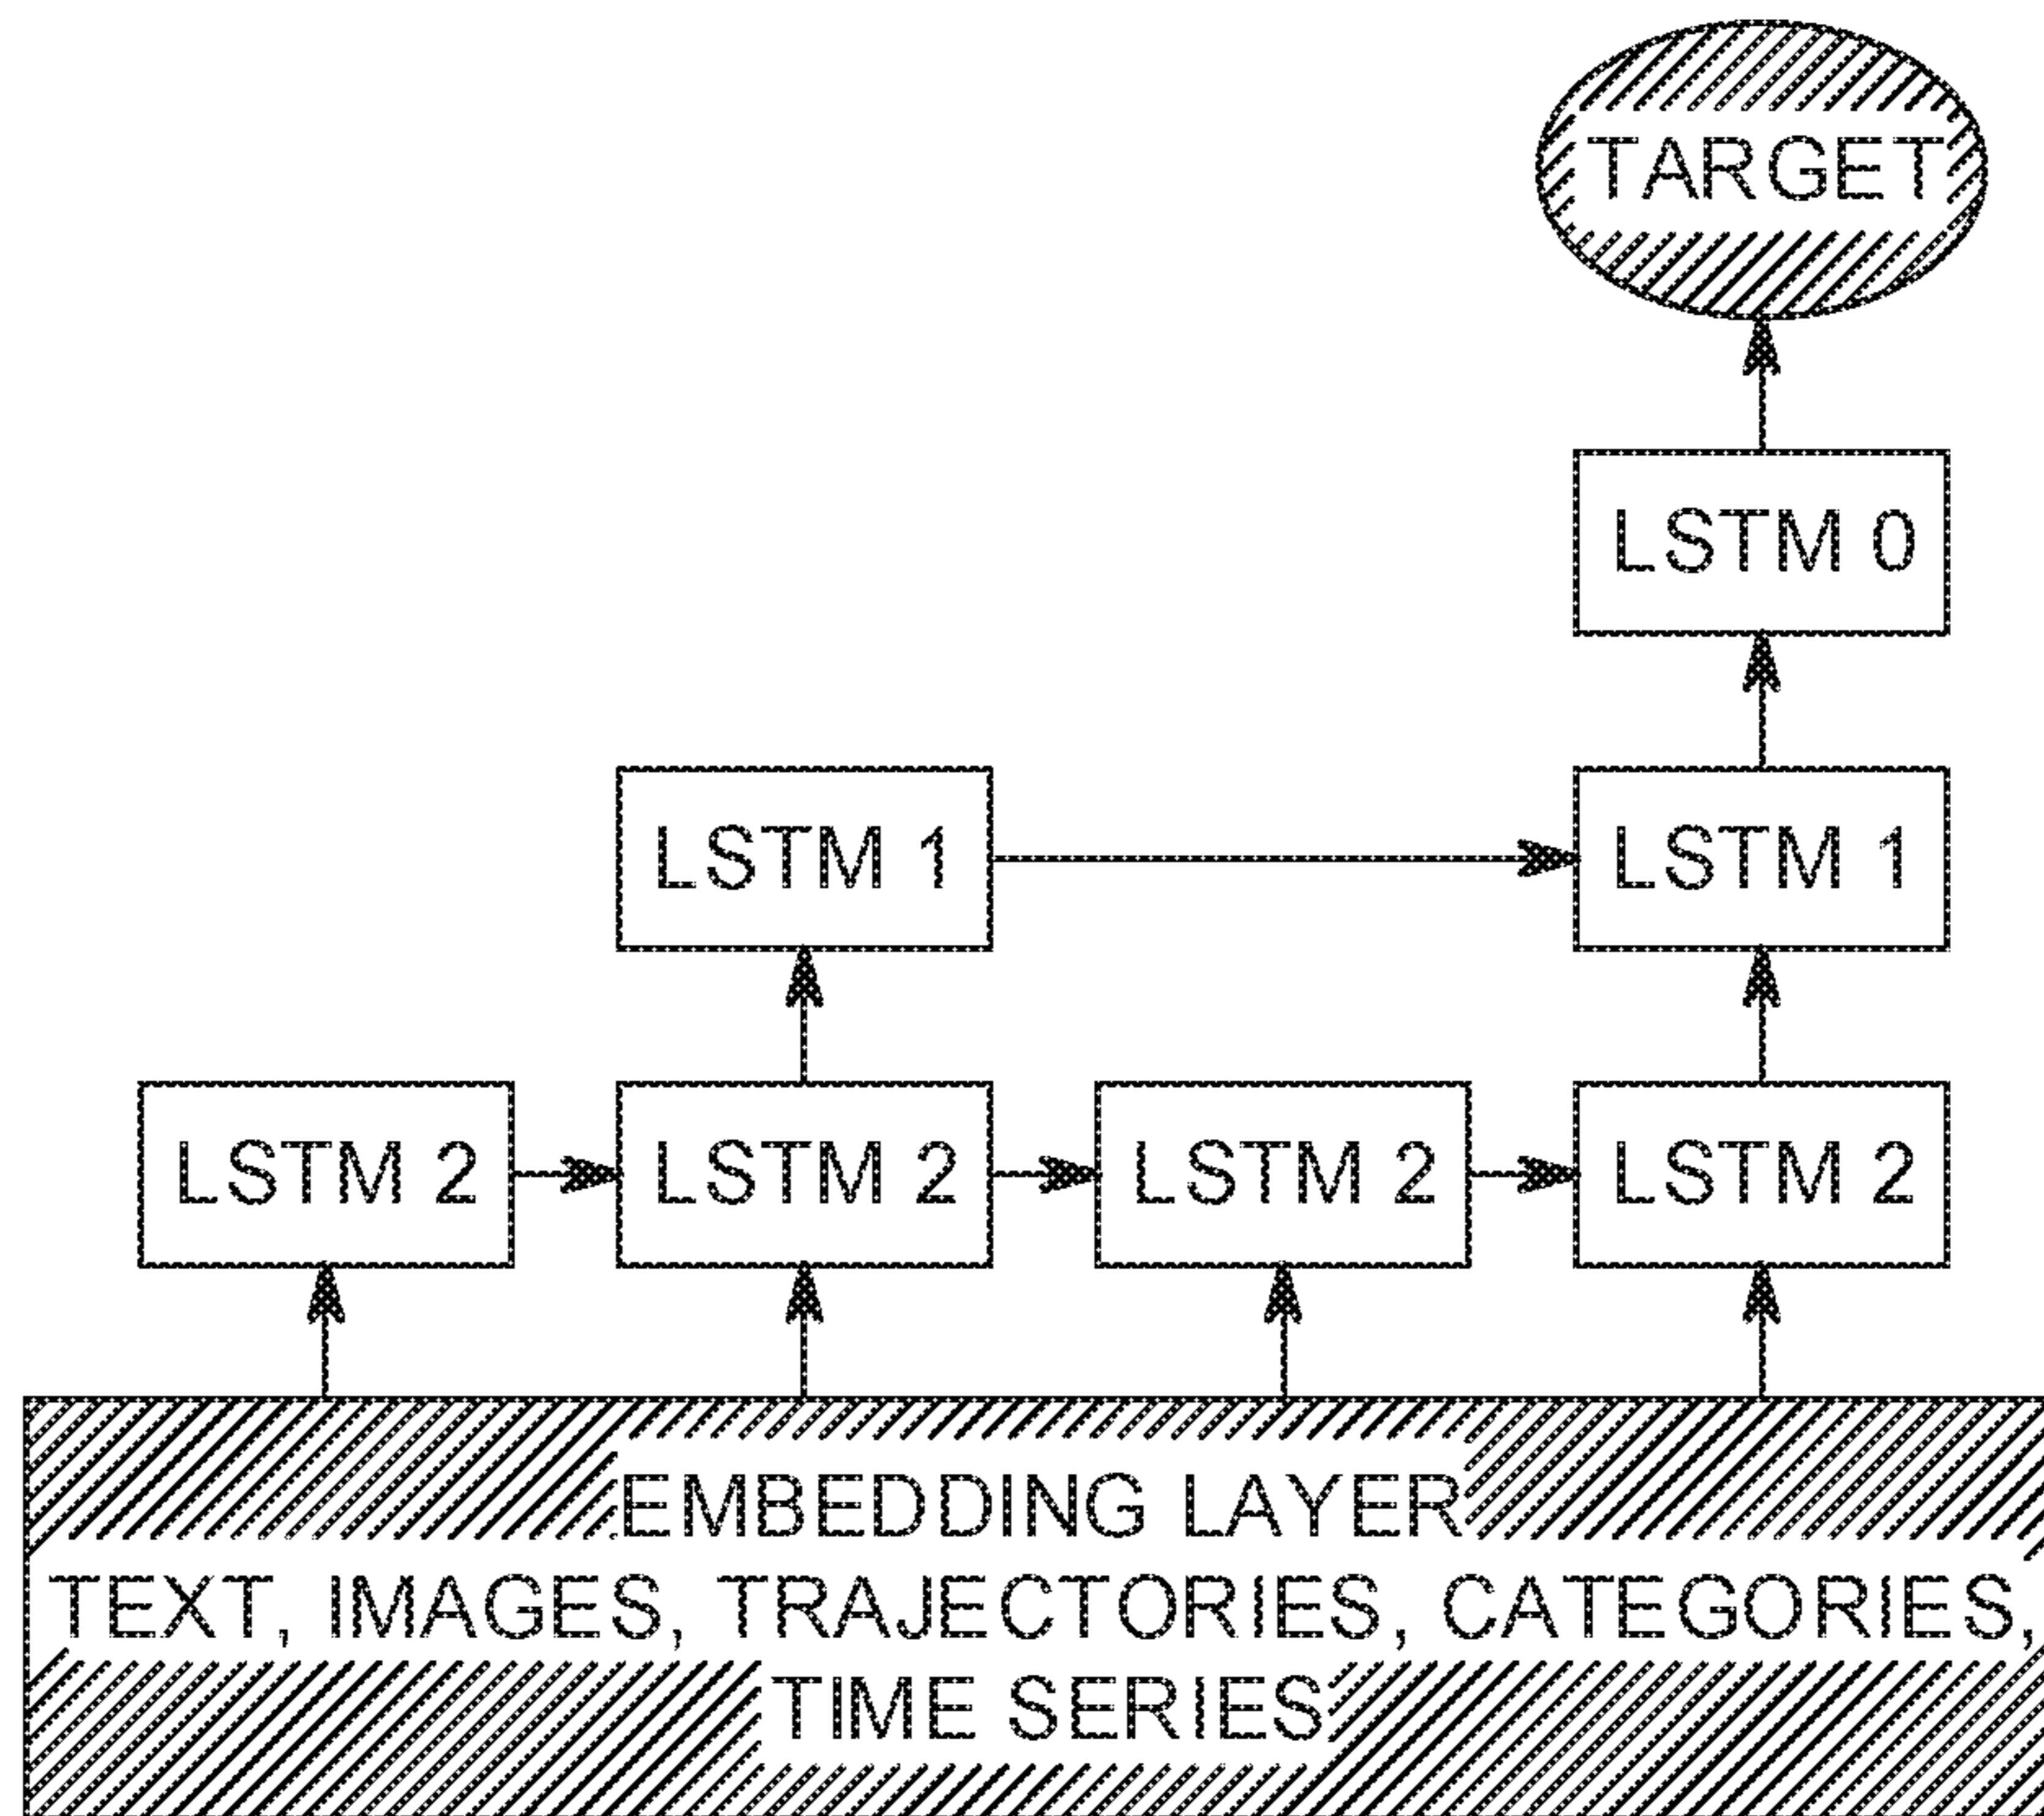 TARGET
LSTM 0
LSTM 1
LSTM 1
LSTM 2
LSTM 2
LSTM 2
LSTM 2
EMBEDDING LAYER
TEXT, IMAGES, TRAJECTORIES, CATEGORIES,
TIME SERIES